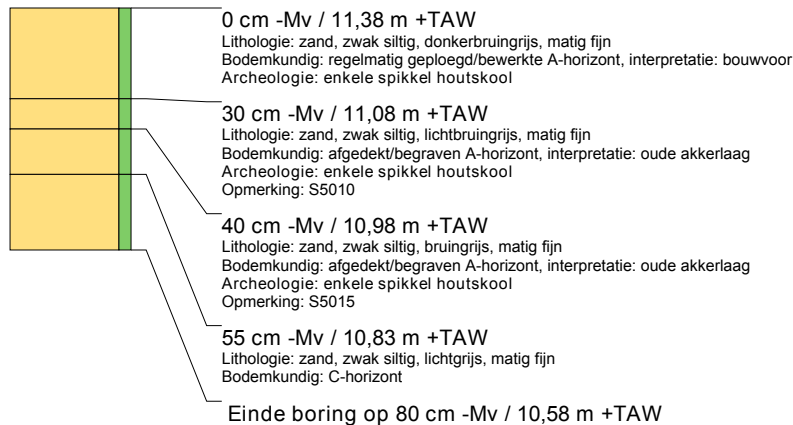 0 cm -Mv / 11,38 m +TAW
Lithologie: zand, zwak siltig, donkerbruingrijs, matig fijn
Bodemkundig: regelmatig geploegd/bewerkte A-horizont, interpretatie: bouwvoor
Archeologie: enkele spikkel houtskool
30 cm -Mv / 11,08 m +TAW
Lithologie: zand, zwak siltig, lichtbruingrijs, matig fijn
Bodemkundig: afgedekt/begraven A-horizont, interpretatie: oude akkerlaag
Archeologie: enkele spikkel houtskool
Opmerking: S5010
40 cm -Mv / 10,98 m +TAW
Lithologie: zand, zwak siltig, bruingrijs, matig fijn
Bodemkundig: afgedekt/begraven A-horizont, interpretatie: oude akkerlaag
Archeologie: enkele spikkel houtskool
Opmerking: S5015
55 cm -Mv / 10,83 m +TAW
Lithologie: zand, zwak siltig, lichtgrijs, matig fijn
Bodemkundig: C-horizont
Einde boring op 80 cm -Mv / 10,58 m +TAW